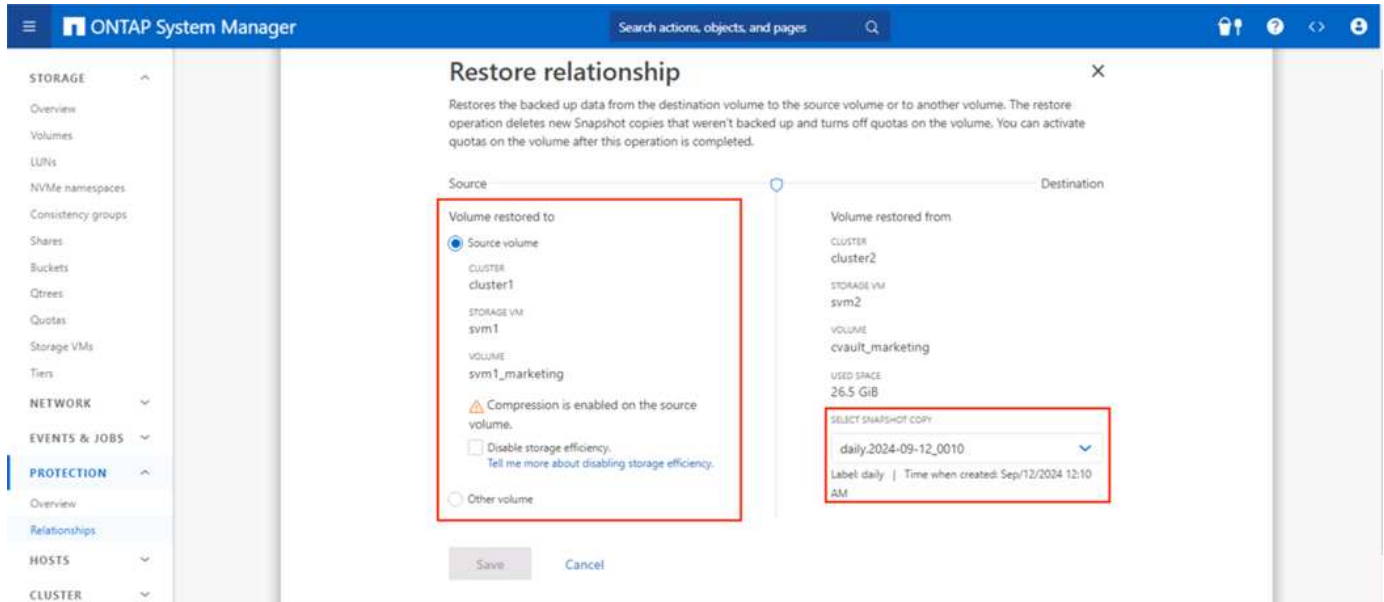 ONTAP System Manager
Search actions, objects, and pages
STORAGE
Overview
Volumes
LUNs
NVMe namespaces
Consistency groups
Shares
Buckets
Qtrees
Quotas
Storage VMs
Tiers
NETWORK
EVENTS & JOBS
PROTECTION
Overview
Relationships
HOSTS
CLUSTER
Restore relationship
Restores the backed up data from the destination volume to the source volume or to another volume. The restore
operation deletes new Snapshot copies that weren't backed up and turns off quotas on the volume. You can activate
quotas on the volume after this operation is completed.
Source
Destination
Volume restored to
Source volume
CLUSTER
cluster1
STORAGE VM
svm1
VOLUME
svm1_marketing
Compression is enabled on the source
volume.
Disable storage efficiency.
Tell me more about disabling storage efficiency.
Other volume
Volume restored from
CLUSTER
cluster2
STORAGE VM
svm2
VOLUME
cvault_marketing
USED SPACE
26.5 GiB
SELECT SNAPSHOT COPY
daily.2024-09-12_0010
Label: daily | Time when created: Sep/12/2024 12:10
AM
Save
Cancel